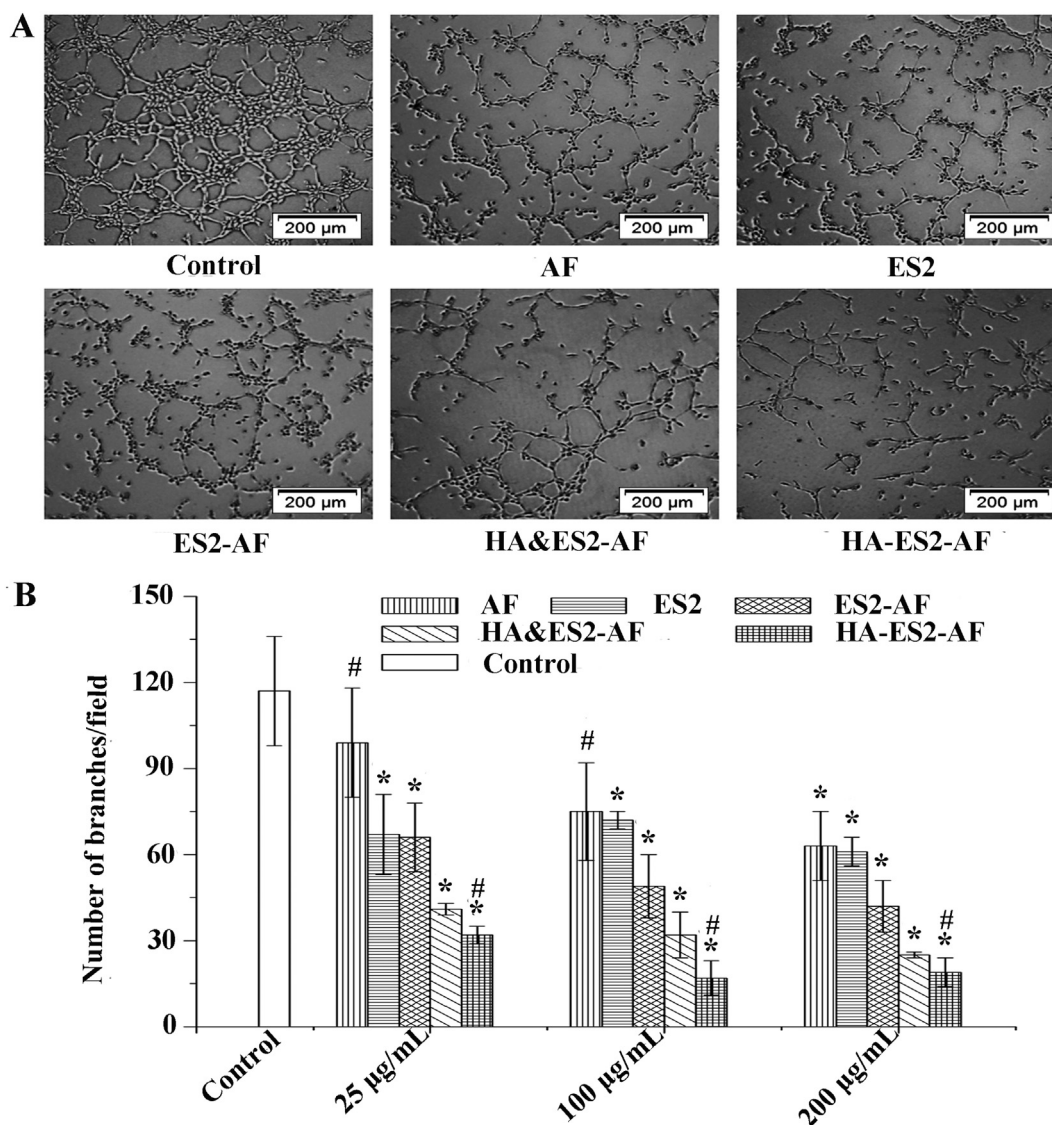 A
200 µm
200 µm
200 µm
Control
AF
ES2
200 µm
200 µm
200 µm
ES2-AF
HA&ES2-AF
HA-ES2-AF
B
Number of branches/field
150
120
90
60
30
0
AF
ES2
ES2-AF
HA&ES2-AF
HA-ES2-AF
Control
#
*
*
*
#
*
#
*
*
*
#
*
*
*
*
*
#
*
Control
25 µg/mL
100 µg/mL
200 µg/mL